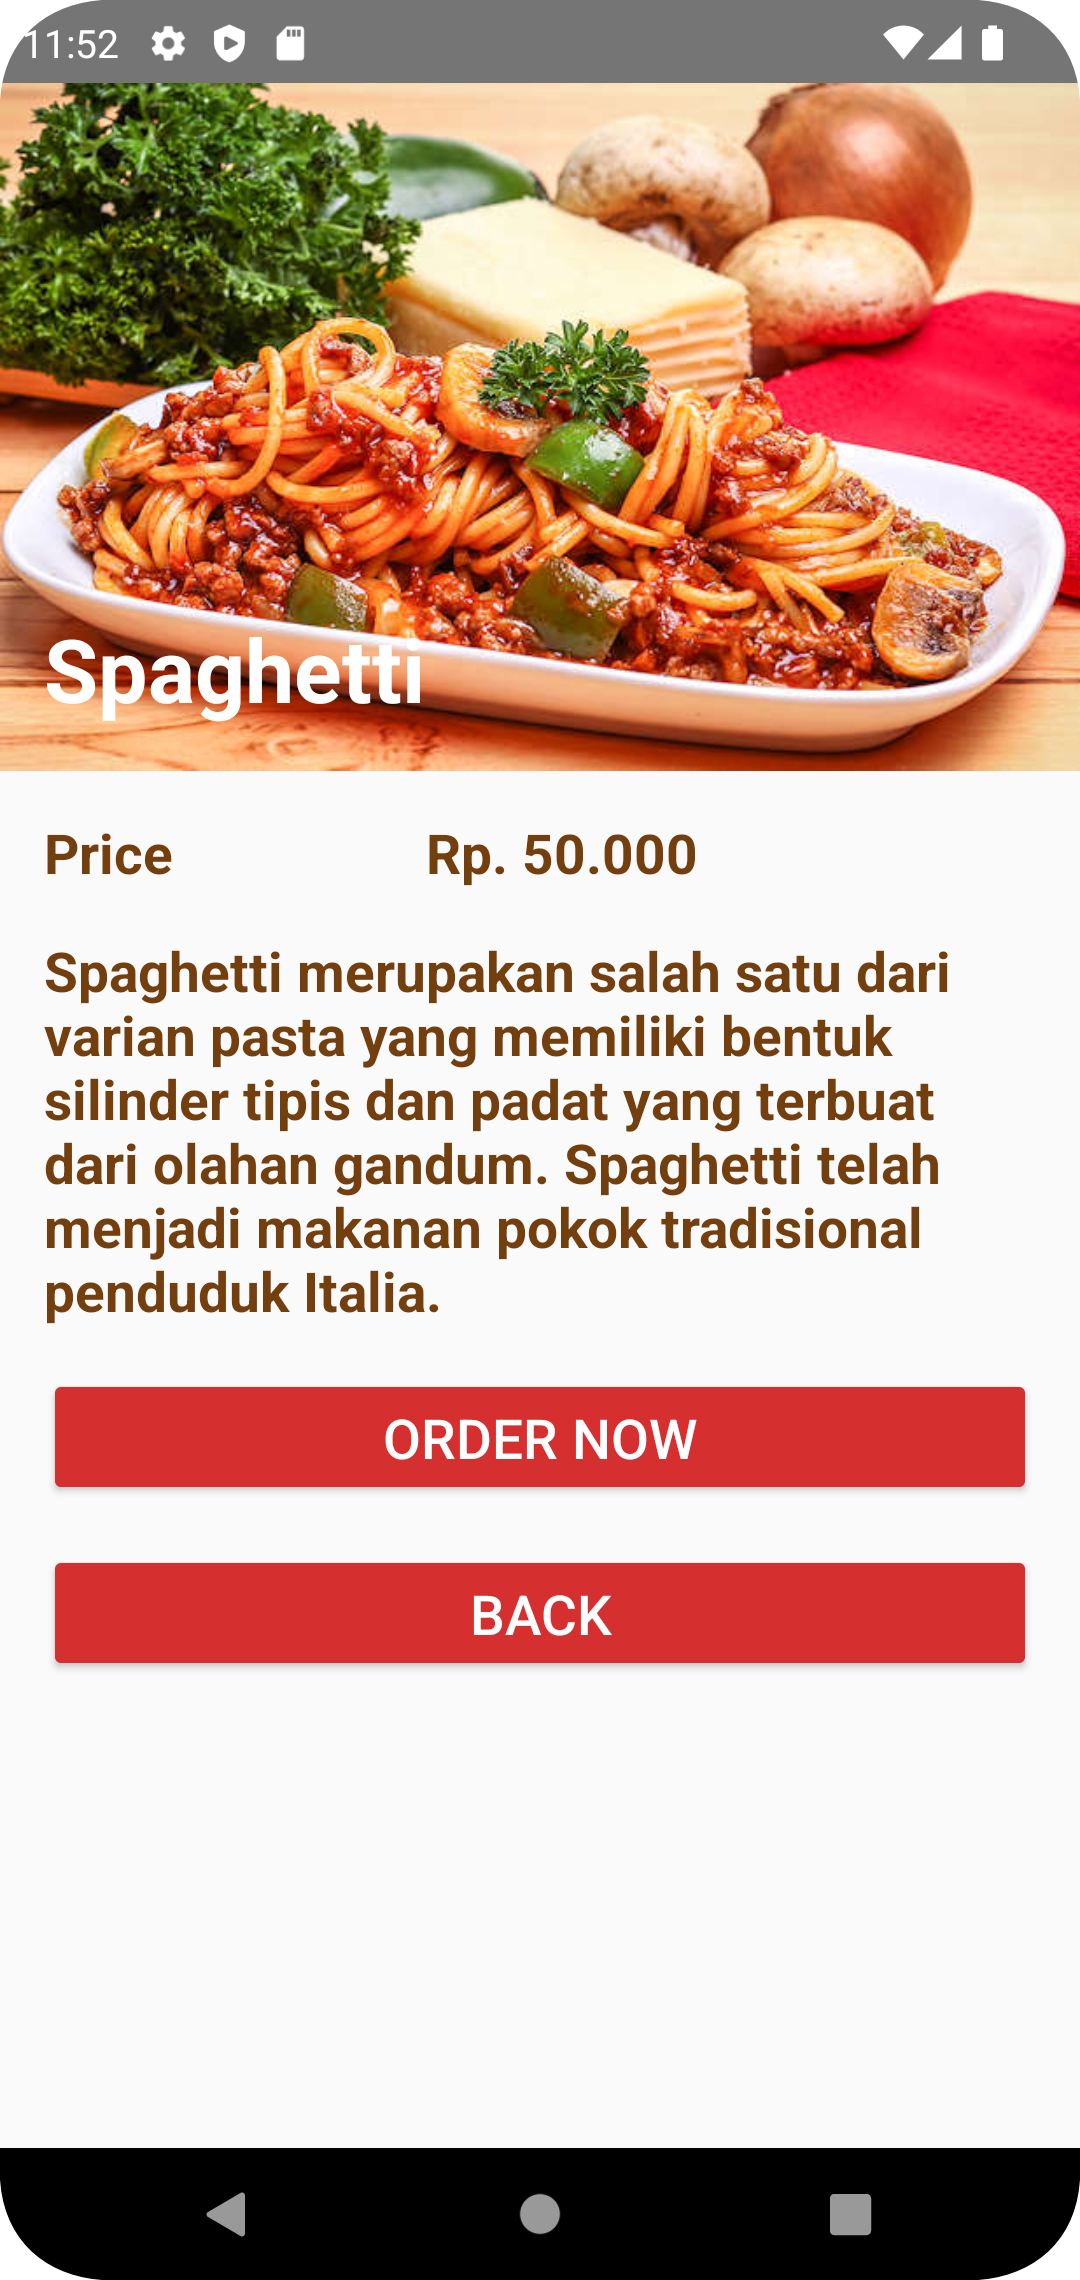 11:52
Spaghetti
Price Rp. 50.000
Spaghetti merupakan salah satu dari
varian pasta yang memiliki bentuk
silinder tipis dan padat yang terbuat
dari olahan gandum. Spaghetti telah
menjadi makanan pokok tradisional
penduduk Italia.
ORDER NOW
BACK